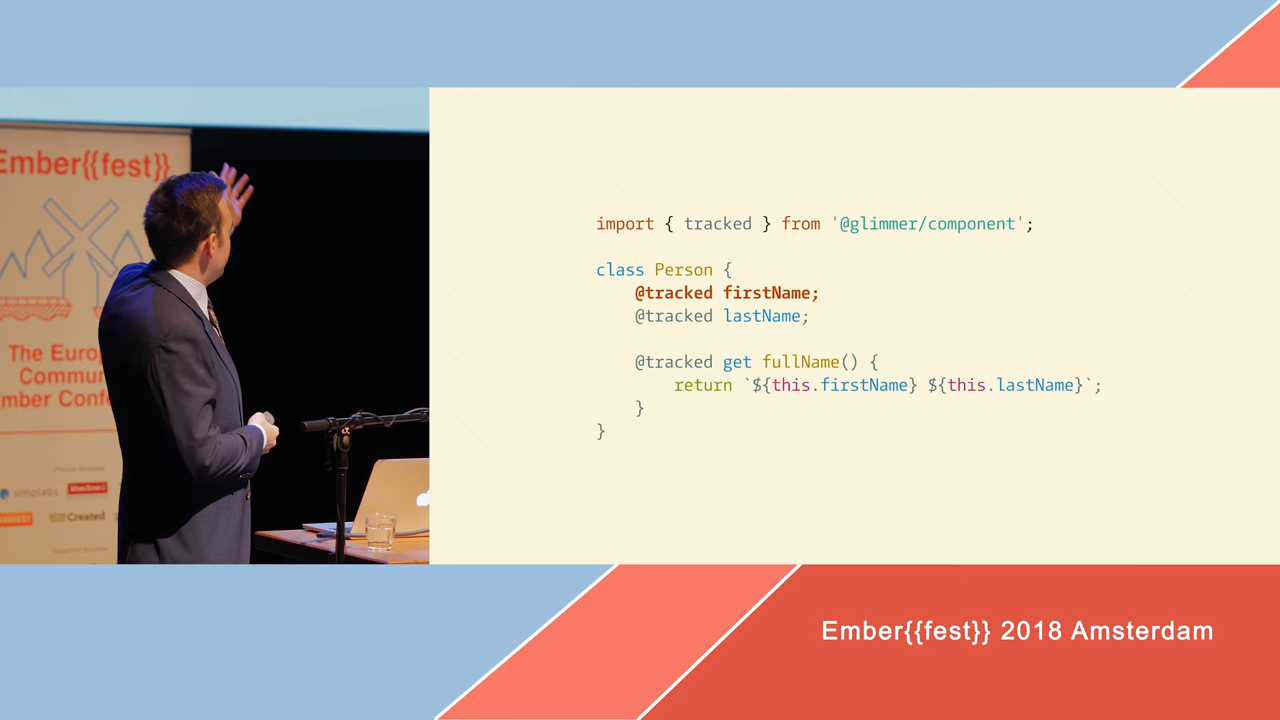 Ember{{fest}}
The Euro
Commun
mber Conf
simplabs
Created
import { tracked } from '@glimmer/component';
class Person {
@tracked firstName;
@tracked lastName;
@tracked get fullName() {
return `${this.firstName} ${this.lastName}`;
}
}
Ember{{fest}} 2018 Amsterdam